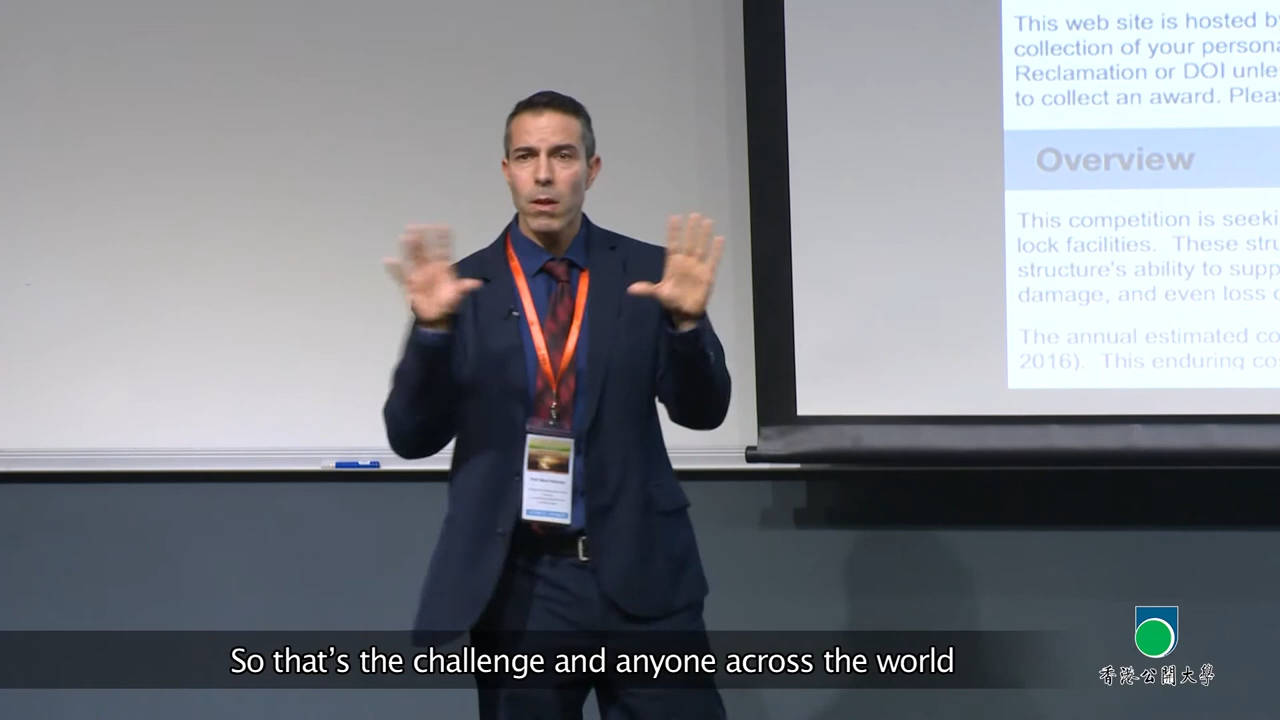 This web site is hosted b
collection of your persona
Reclamation or DOI unle
to collect an award. Pleas
Overview
This competition is seeki
lock facilities. These stru
structure's ability to supp
damage, and even loss
The annual estimated co
2016). This enduring co
So that's the challenge and anyone across the world
香港公開大學